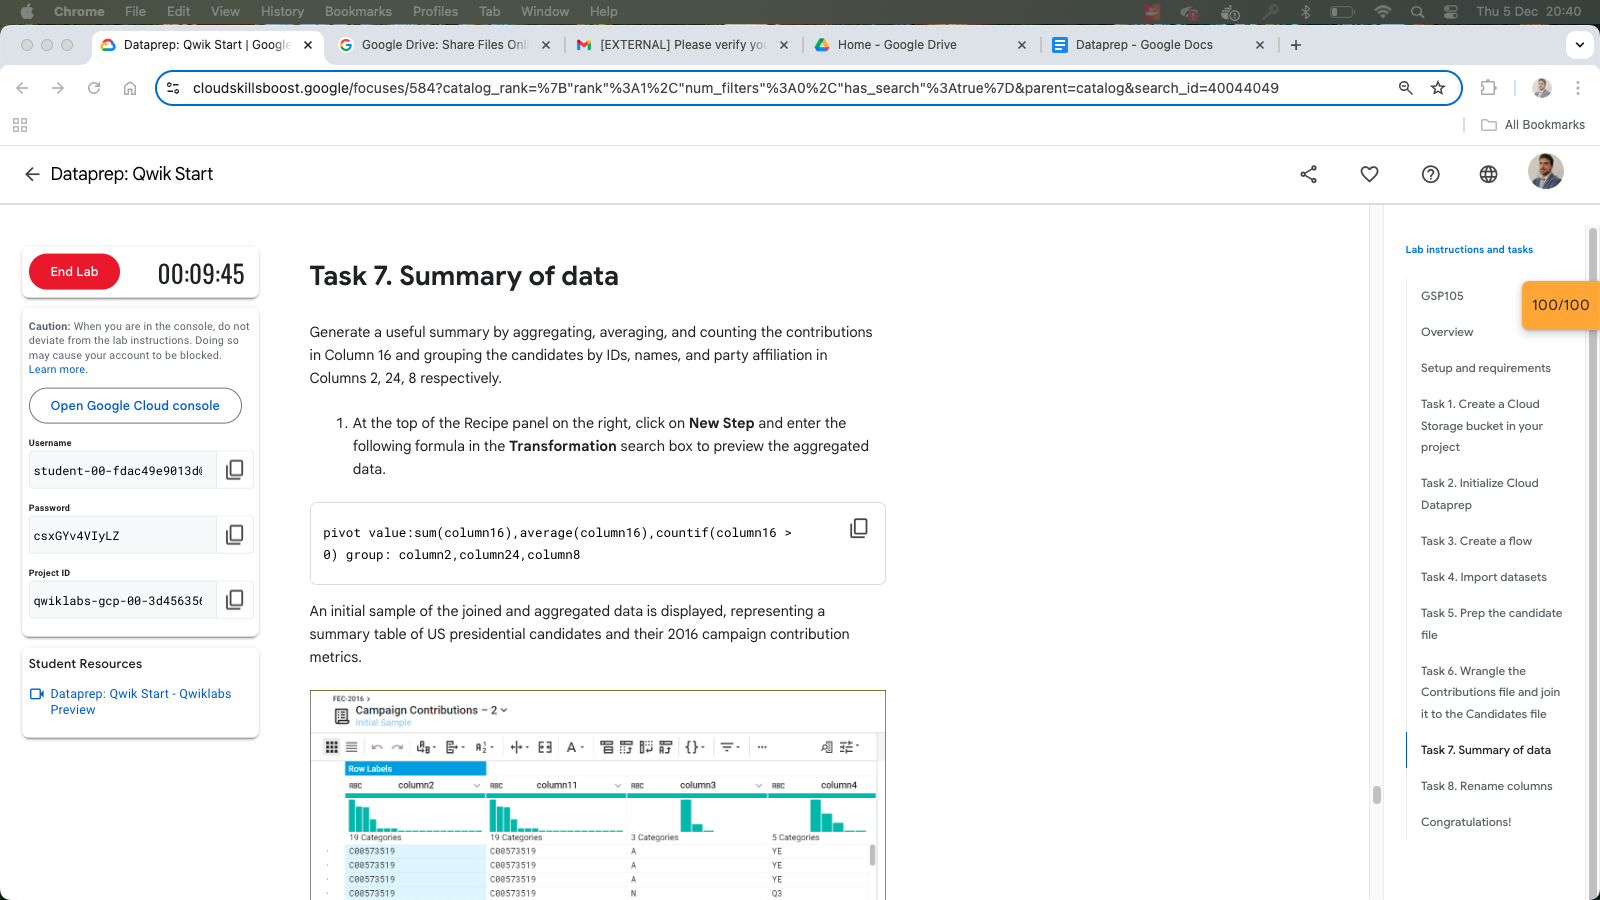 Chrome File Edit View History Bookmarks Profiles Tab Window Help Thu 5 Dec 20:40
Dataprep: Qwik Start | Google
Google Drive: Share Files Onli
[EXTERNAL] Please verify you
Home - Google Drive
Dataprep - Google Docs
cloudskillsboost.google/focuses/584?catalog_rank=%7B"rank"%3A1%2C"num_filters"%3A0%2C"has_search"%3Atrue%7D&parent=catalog&search_id=40044049
All Bookmarks
Dataprep: Qwik Start
End Lab 00:09:45
Caution: When you are in the console, do not
deviate from the lab instructions. Doing so
may cause your account to be blocked.
Learn more.
Open Google Cloud console
Username
student-00-fdac49e9013d
Password
csxGYv4VIyLZ
Project ID
qwiklabs-gcp-00-3d45635
Student Resources
Dataprep: Qwik Start - Qwiklabs
Preview
Task 7. Summary of data
Generate a useful summary by aggregating, averaging, and counting the contributions
in Column 16 and grouping the candidates by IDs, names, and party affiliation in
Columns 2, 24, 8 respectively.
1. At the top of the Recipe panel on the right, click on New Step and enter the
following formula in the Transformation search box to preview the aggregated
data.
pivot value:sum(column16),average(column16),countif(column16 >
0) group: column2,column24,column8
An initial sample of the joined and aggregated data is displayed, representing a
summary table of US presidential candidates and their 2016 campaign contribution
metrics.
FEC-2016 >
Campaign Contributions – 2
Initial Sample
Row Labels
ABC column2 ABC column11 ABC column3 ABC column4
19 Categories 19 Categories 3 Categories 5 Categories
C00573519 C00573519 A YE
C00573519 C00573519 A YE
C00573519 C00573519 A YE
C00573519 C00573519 N Q3
Lab instructions and tasks
GSP105
100/100
Overview
Setup and requirements
Task 1. Create a Cloud
Storage bucket in your
project
Task 2. Initialize Cloud
Dataprep
Task 3. Create a flow
Task 4. Import datasets
Task 5. Prep the candidate
file
Task 6. Wrangle the
Contributions file and join
it to the Candidates file
Task 7. Summary of data
Task 8. Rename columns
Congratulations!